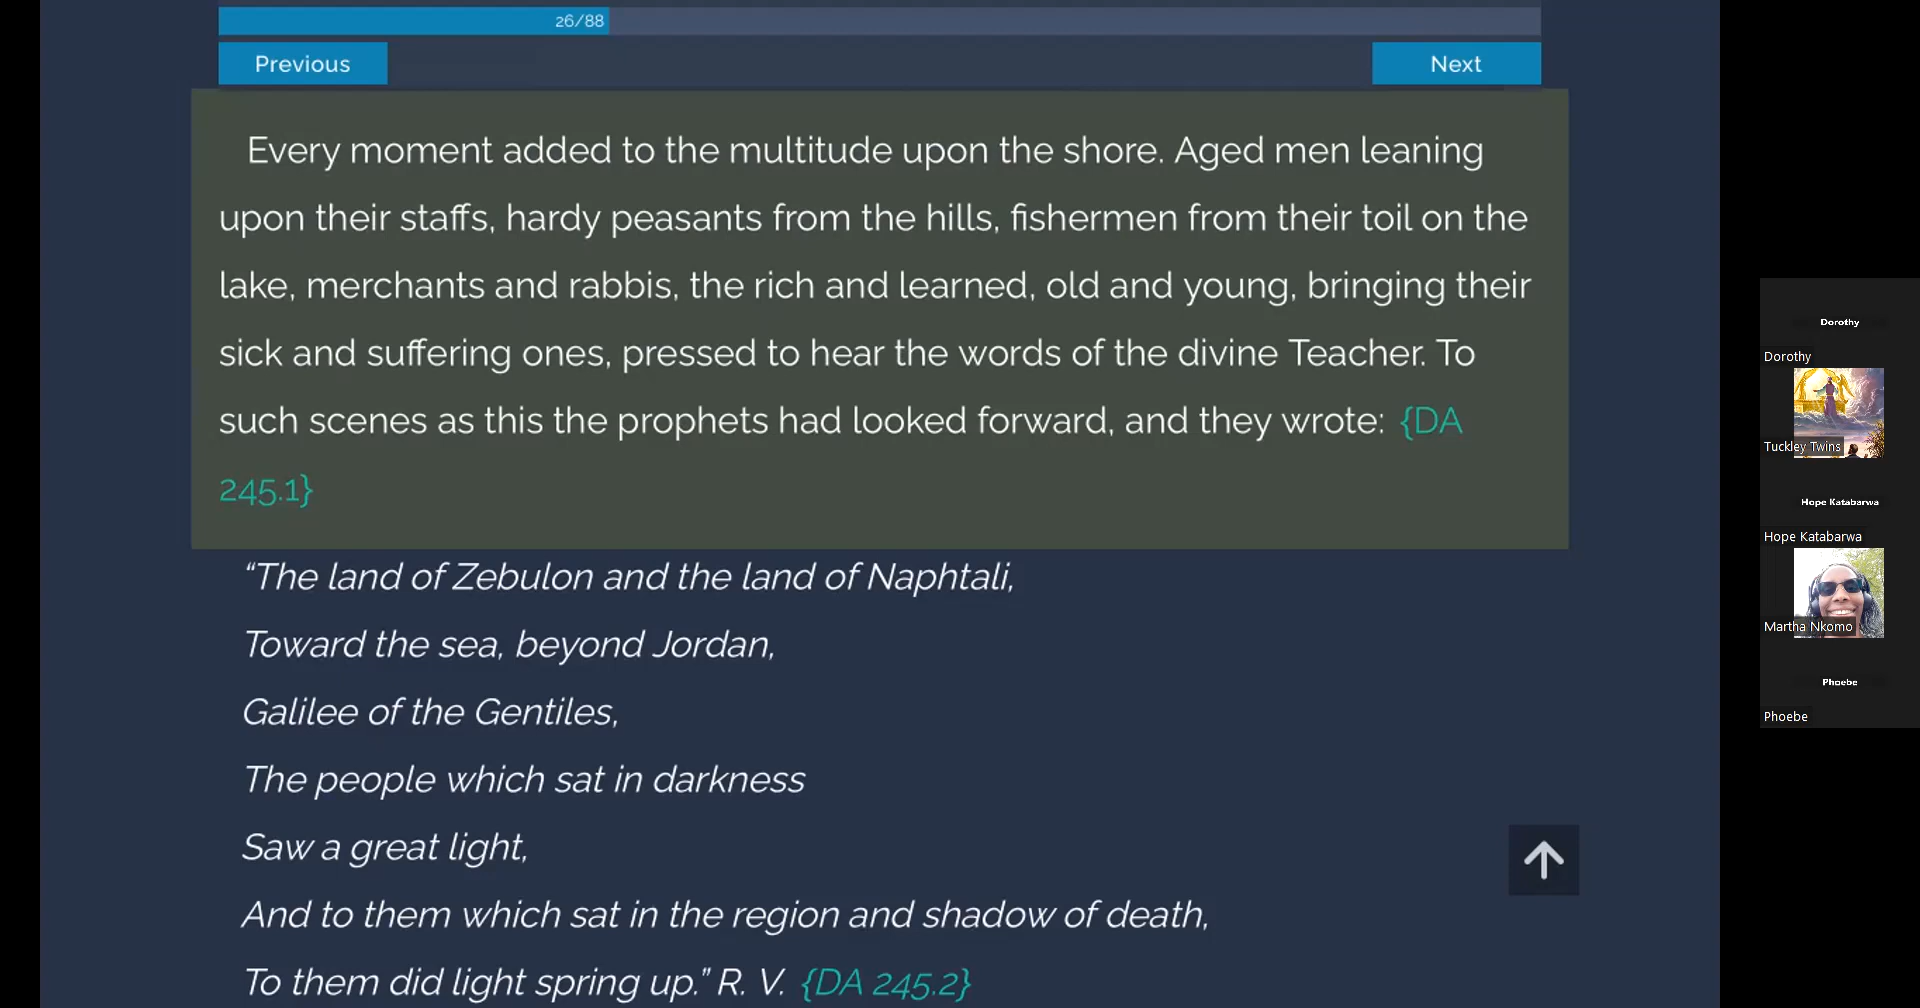 26/88
Previous
Next
Every moment added to the multitude upon the shore. Aged men leaning
upon their staffs, hardy peasants from the hills, fishermen from their toil on the
lake, merchants and rabbis, the rich and learned, old and young, bringing their
sick and suffering ones, pressed to hear the words of the divine Teacher. To
such scenes as this the prophets had looked forward, and they wrote: {DA
245.1}
“The land of Zebulon and the land of Naphtali,
Toward the sea, beyond Jordan,
Galilee of the Gentiles,
The people which sat in darkness
Saw a great light,
And to them which sat in the region and shadow of death,
To them did light spring up.” R. V. {DA 245.2}
Dorothy
Dorothy
Tuckley Twins
Hope Katabarwa
Hope Katabarwa
Martha Nkomo
Phoebe
Phoebe